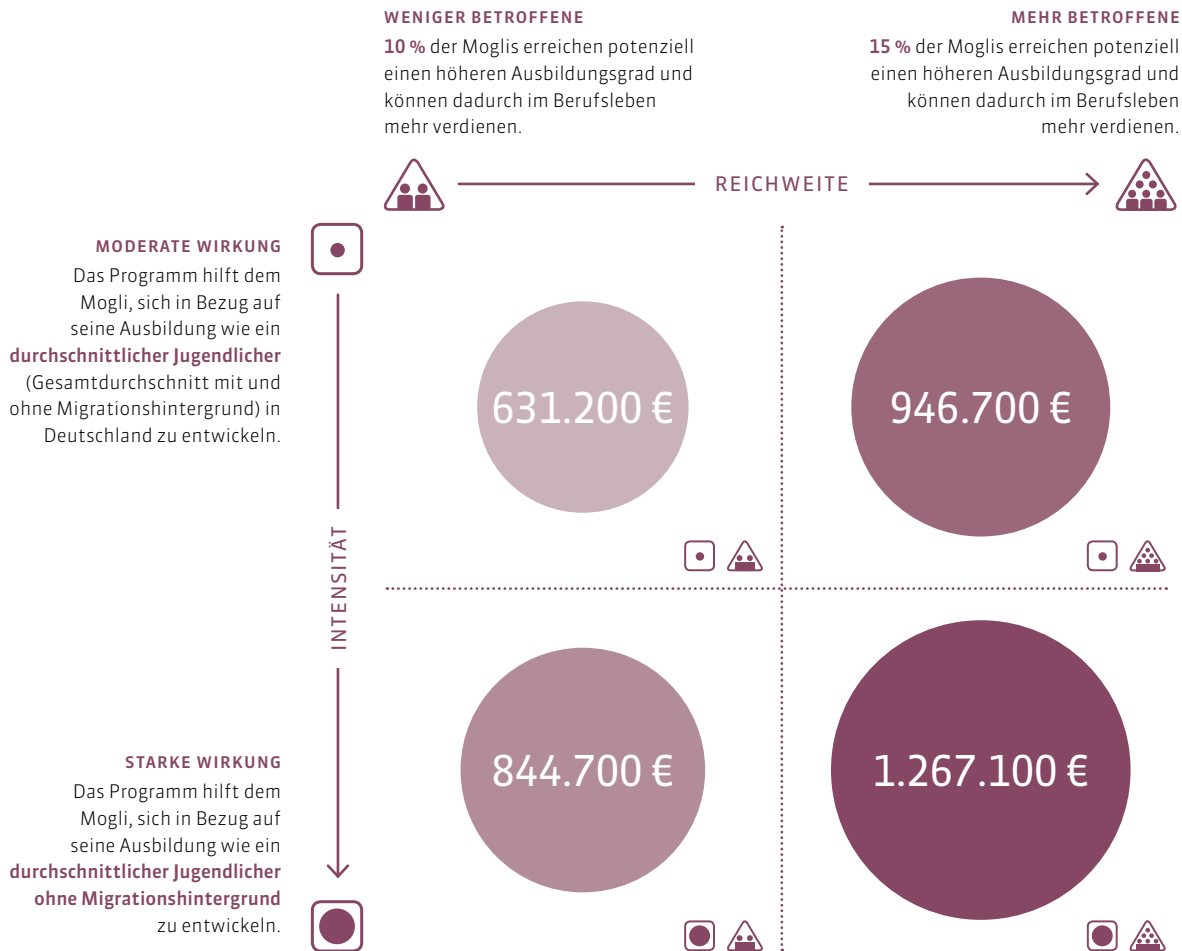 WENIGER BETROFFENE
10 % der Moglis erreichen potenziell
einen höheren Ausbildungsgrad und
können dadurch im Berufsleben
mehr verdienen.
MEHR BETROFFENE
15 % der Moglis erreichen potenziell
einen höheren Ausbildungsgrad und
können dadurch im Berufsleben
mehr verdienen.
REICHWEITE
MODERATE WIRKUNG
Das Programm hilft dem
Mogli, sich in Bezug auf
seine Ausbildung wie ein
durchschnittlicher Jugendlicher
(Gesamtdurchschnitt mit und
ohne Migrationshintergrund) in
Deutschland zu entwickeln.
631.200 €
946.700 €
INTENSITÄT
STARKE WIRKUNG
Das Programm hilft dem
Mogli, sich in Bezug auf
seine Ausbildung wie ein
durchschnittlicher Jugendlicher
ohne Migrationshintergrund
zu entwickeln.
844.700 €
1.267.100 €